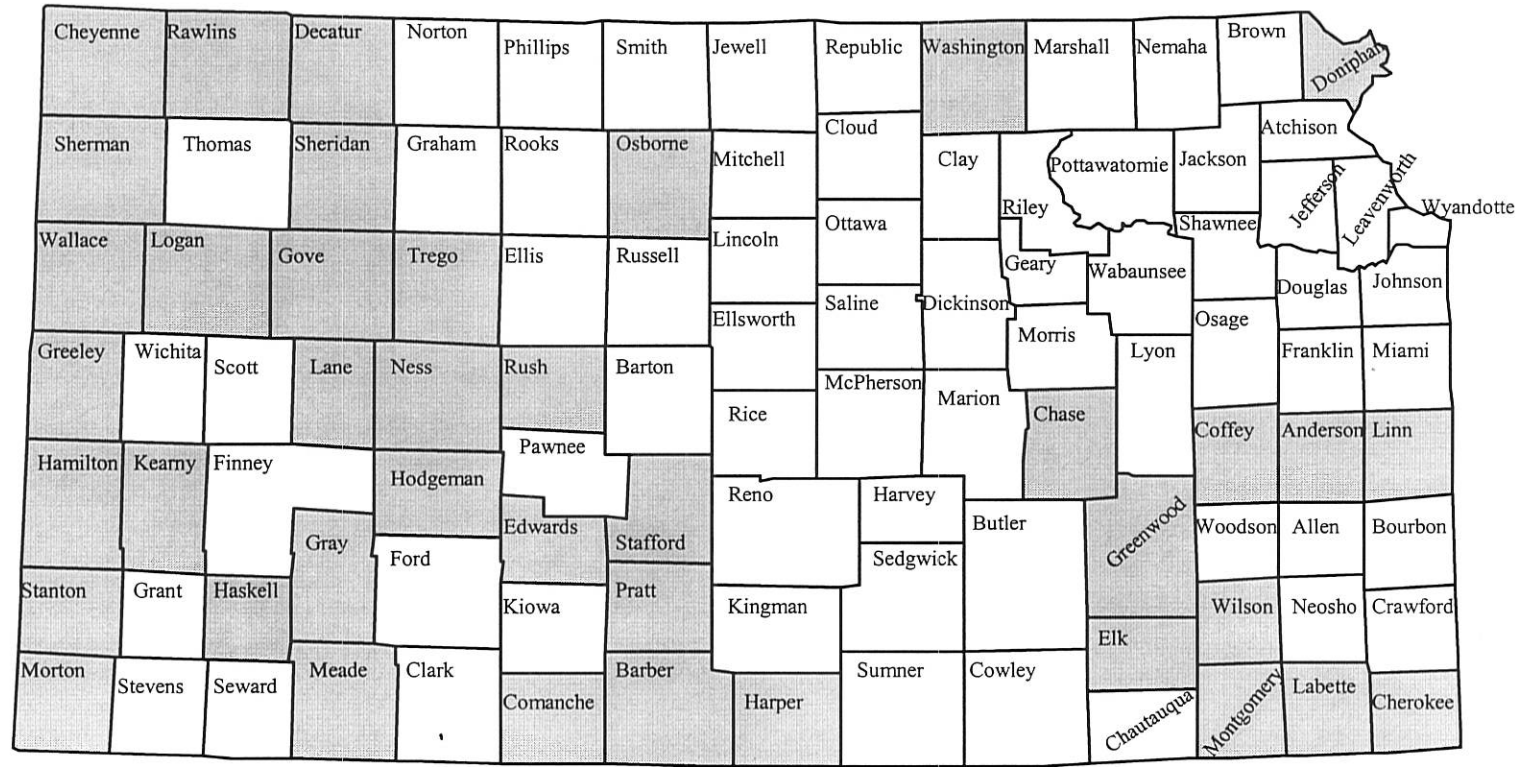 Cheyenne
Rawlins
Decatur
Norton
Phillips
Smith
Jewell
Republic
Washington
Marshall
Nemaha
Brown
Doniphan
Sherman
Thomas
Sheridan
Graham
Rooks
Osborne
Mitchell
Cloud
Clay
Riley
Pottawatomie
Jackson
Atchison
Jefferson
Leavenworth
Wyandotte
Wallace
Logan
Gove
Trego
Ellis
Russell
Lincoln
Ottawa
Geary
Wabaunsee
Shawnee
Douglas
Johnson
Greeley
Wichita
Scott
Lane
Ness
Rush
Barton
Ellsworth
Saline
Dickinson
Morris
Lyon
Osage
Franklin
Miami
Hamilton
Kearny
Finney
Hodgeman
Pawnee
Rice
McPherson
Marion
Chase
Coffey
Anderson
Linn
Gray
Ford
Edwards
Stafford
Reno
Harvey
Butler
Greenwood
Woodson
Allen
Bourbon
Stanton
Grant
Haskell
Kiowa
Pratt
Kingman
Sedgwick
Elk
Wilson
Neosho
Crawford
Morton
Stevens
Seward
Meade
Clark
Comanche
Barber
Harper
Sumner
Cowley
Chautauqua
Montgomery
Labette
Cherokee